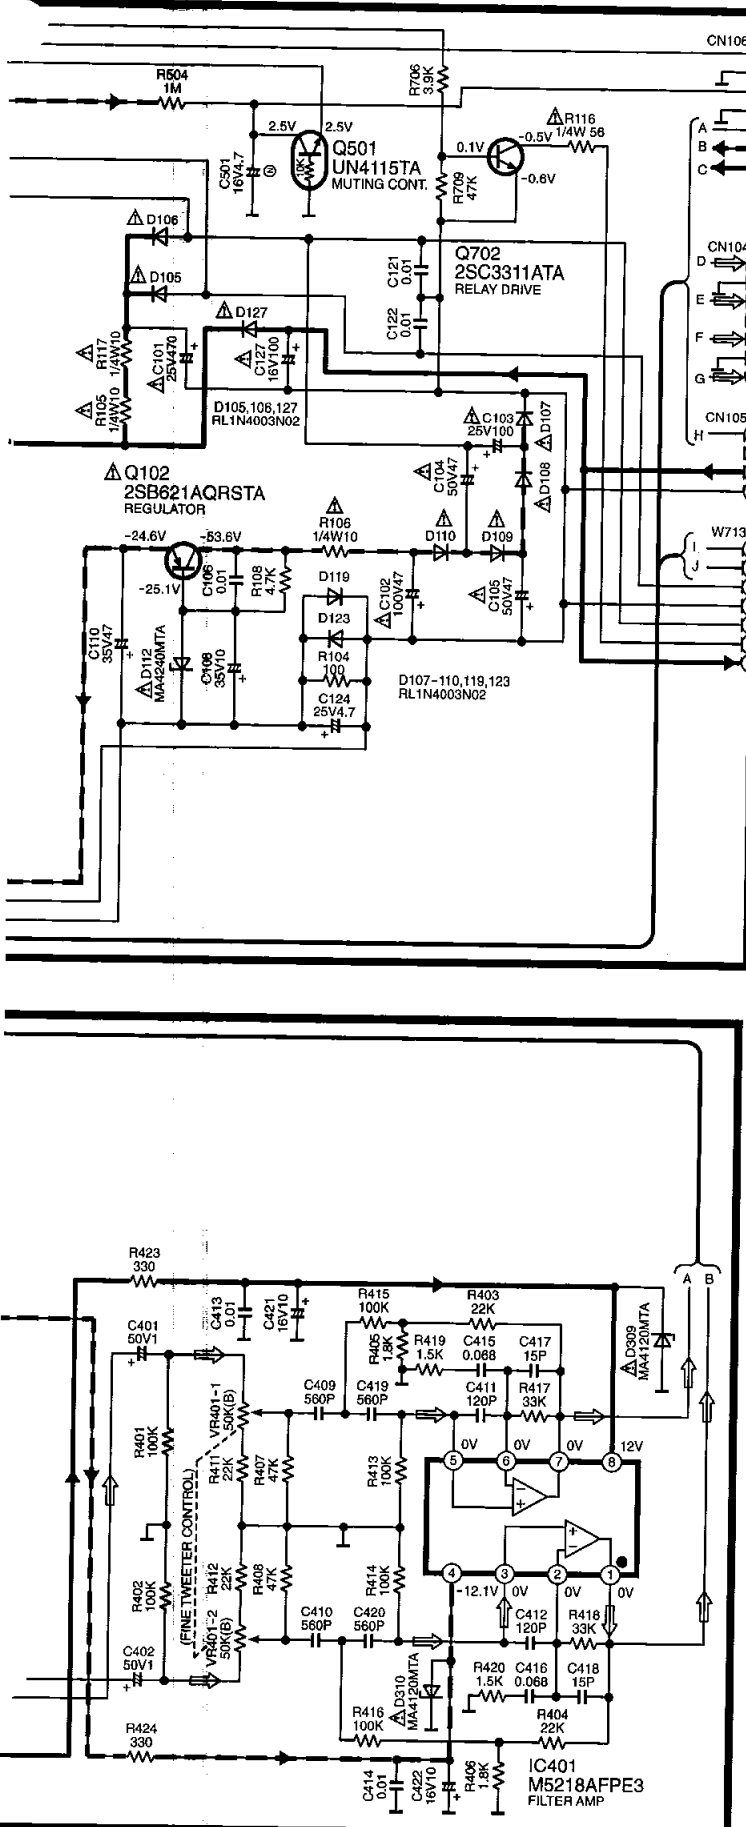 CN106
R504
1M
R706
3.9K
2.5V
2.5V
Q501
UN4115TA
MUTING CONT.
10K
C501
16V4.7
0.1V
-0.5V
R116
1/4W 56
-0.6V
R709
47K
A
B
C
D106
D105
Q702
2SC3311ATA
RELAY DRIVE
C121
0.01
C122
0.01
CN104
D
E
F
G
D127
R117
1/4W10
C101
25V470
C127
16V100
R105
1/4W10
D105,106,127
RL1N4003N02
C103
25V100
D107
CN105
H
Q102
2SB621AQRSTA
REGULATOR
C104
50V47
D108
R106
1/4W10
D110
D109
W713
I
J
-24.6V
-53.6V
-25.1V
C106
0.01
R108
4.7K
D119
C102
100V47
C105
50V47
D123
C110
35V47
D112
MA4240MTA
C108
35V10
R104
100
C124
25V4.7
D107-110,119,123
RL1N4003N02
R423
330
A B
C413
0.01
C421
16V10
R415
100K
R403
22K
D309
MA4120MTA
C401
50V1
R405
1.8K
R419
1.5K
C415
0.068
C417
15P
VR401-1
50K(B)
C409
560P
C419
560P
C411
120P
R417
33K
R401
100K
R411
22K
R407
47K
R413
100K
0V
0V
0V
12V
5
6
7
8
(FINE TWEETER CONTROL)
R402
100K
R412
22K
R408
47K
R414
100K
4
3
2
1
-12.1V
0V
0V
0V
VR401-2
50K(B)
C410
560P
C420
560P
C412
120P
R418
33K
C402
50V1
D310
MA4120MTA
R420
1.5K
C416
0.068
C418
15P
R416
100K
R404
22K
R424
330
C414
0.01
C422
16V10
R406
1.8K
IC401
M5218AFPE3
FILTER AMP